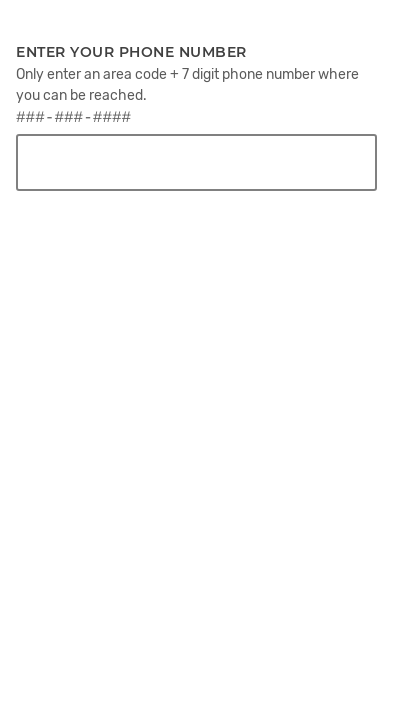 ENTER YOUR PHONE NUMBER
Only enter an area code + 7 digit phone number where
you can be reached.
###-###-####